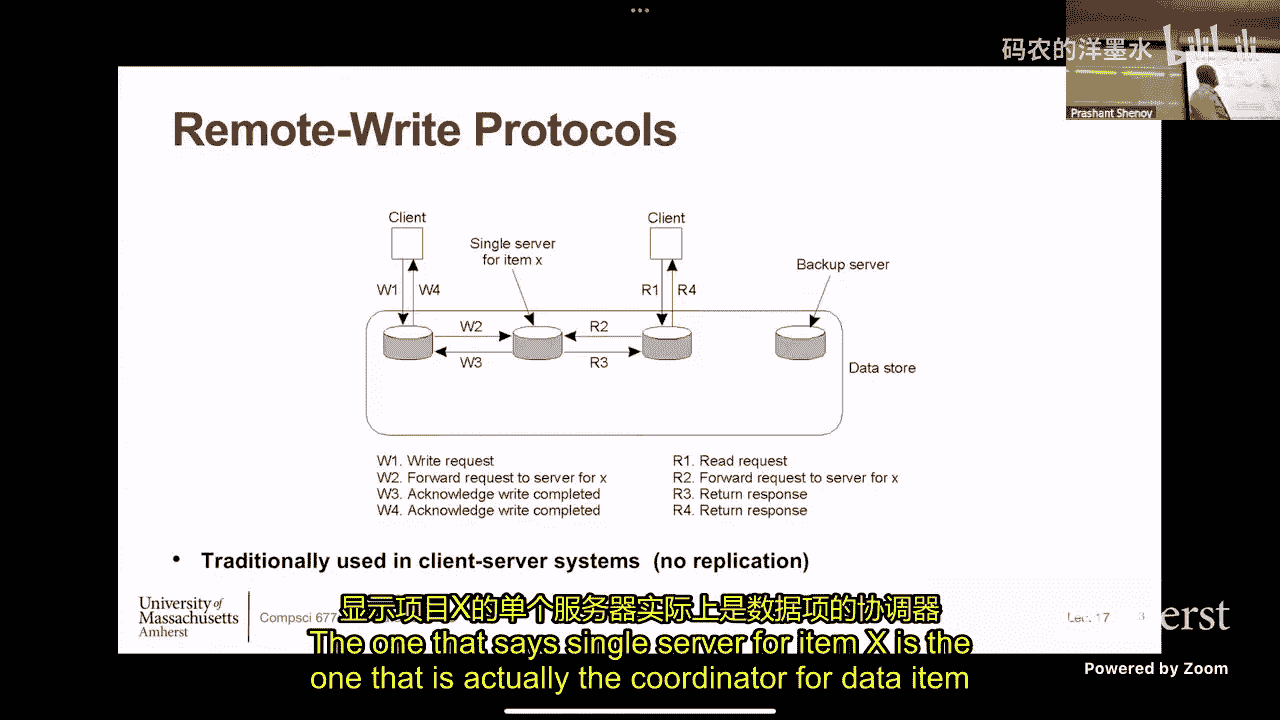 码农的洋墨水 bilibili
Prashant Shenoy
Remote-Write Protocols
Client
Client
Single server
for item x
Backup server
W1
W4
R1
R4
W2
R2
W3
R3
Data store
W1. Write request
W2. Forward request to server for x
W3. Acknowledge write completed
W4. Acknowledge write completed
R1. Read request
R2. Forward request to server for x
R3. Return response
R4. Return response
• Traditionally used in client-server systems (no replication)
University of
Massachusetts
Amherst
Compsci 677
Lec. 17
3
erst
显示项目X的单个服务器实际上是数据项的协调器
The one that says single server for item X is the
one that is actually the coordinator for data item
Powered by Zoom